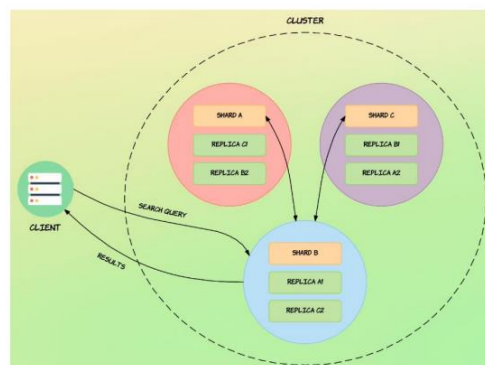 CLUSTER
SHARD A
REPLICA C1
REPLICA B2
SHARD C
REPLICA B1
REPLICA A2
CLIENT
SEARCH QUERY
RESULTS
SHARD B
REPLICA A1
REPLICA C2